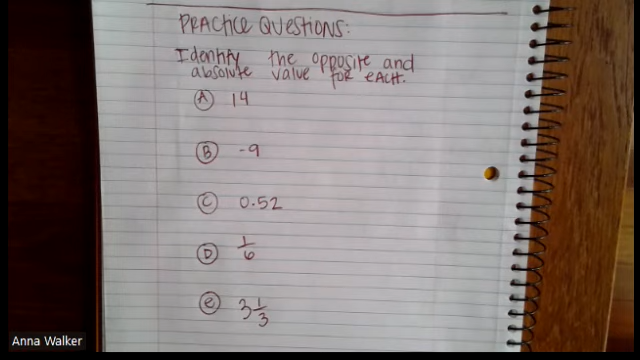 PRACTICE QUESTIONS:
Identify the opposite and
absolute value for EACH.
A 14
B -9
C 0.52
D 1/6
E 3 1/3
Anna Walker